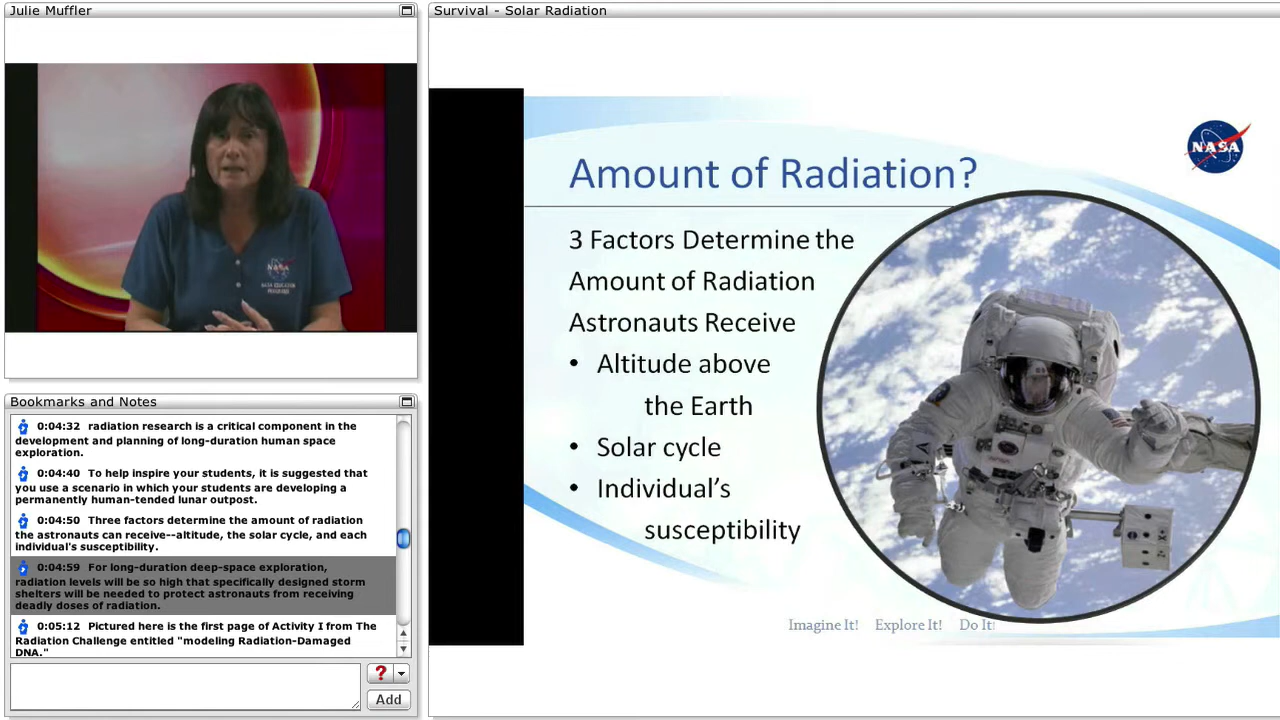 Julie Muffler
Survival - Solar Radiation
NASA
NASA EDUCATION
PROGRAMS
Bookmarks and Notes
0:04:32 radiation research is a critical component in the
development and planning of long-duration human space
exploration.
0:04:40 To help inspire your students, it is suggested that
you use a scenario in which your students are developing a
permanently human-tended lunar outpost.
0:04:50 Three factors determine the amount of radiation
the astronauts can receive--altitude, the solar cycle, and each
individual's susceptibility.
0:04:59 For long-duration deep-space exploration,
radiation levels will be so high that specifically designed storm
shelters will be needed to protect astronauts from receiving
deadly doses of radiation.
0:05:12 Pictured here is the first page of Activity I from The
Radiation Challenge entitled "modeling Radiation-Damaged
DNA."
?
Add
NASA
Amount of Radiation?
3 Factors Determine the
Amount of Radiation
Astronauts Receive
• Altitude above
the Earth
• Solar cycle
• Individual’s
susceptibility
Imagine It! Explore It! Do It!